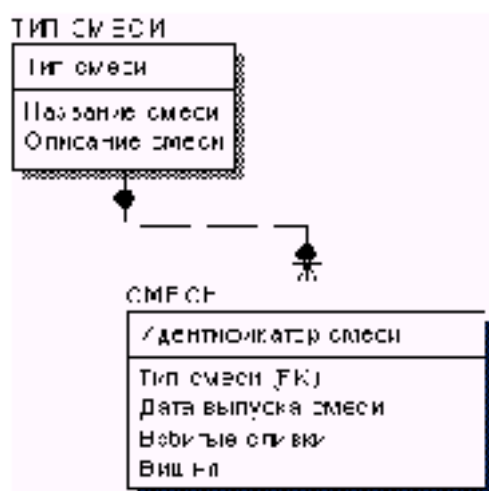 ТИП СМЕСИ
Тип смеси
Название смеси
Описание смеси
СМЕСЬ
Идентификатор смеси
Тип смеси (FK)
Дата выпуска смеси
Взбитые сливки
Вишня